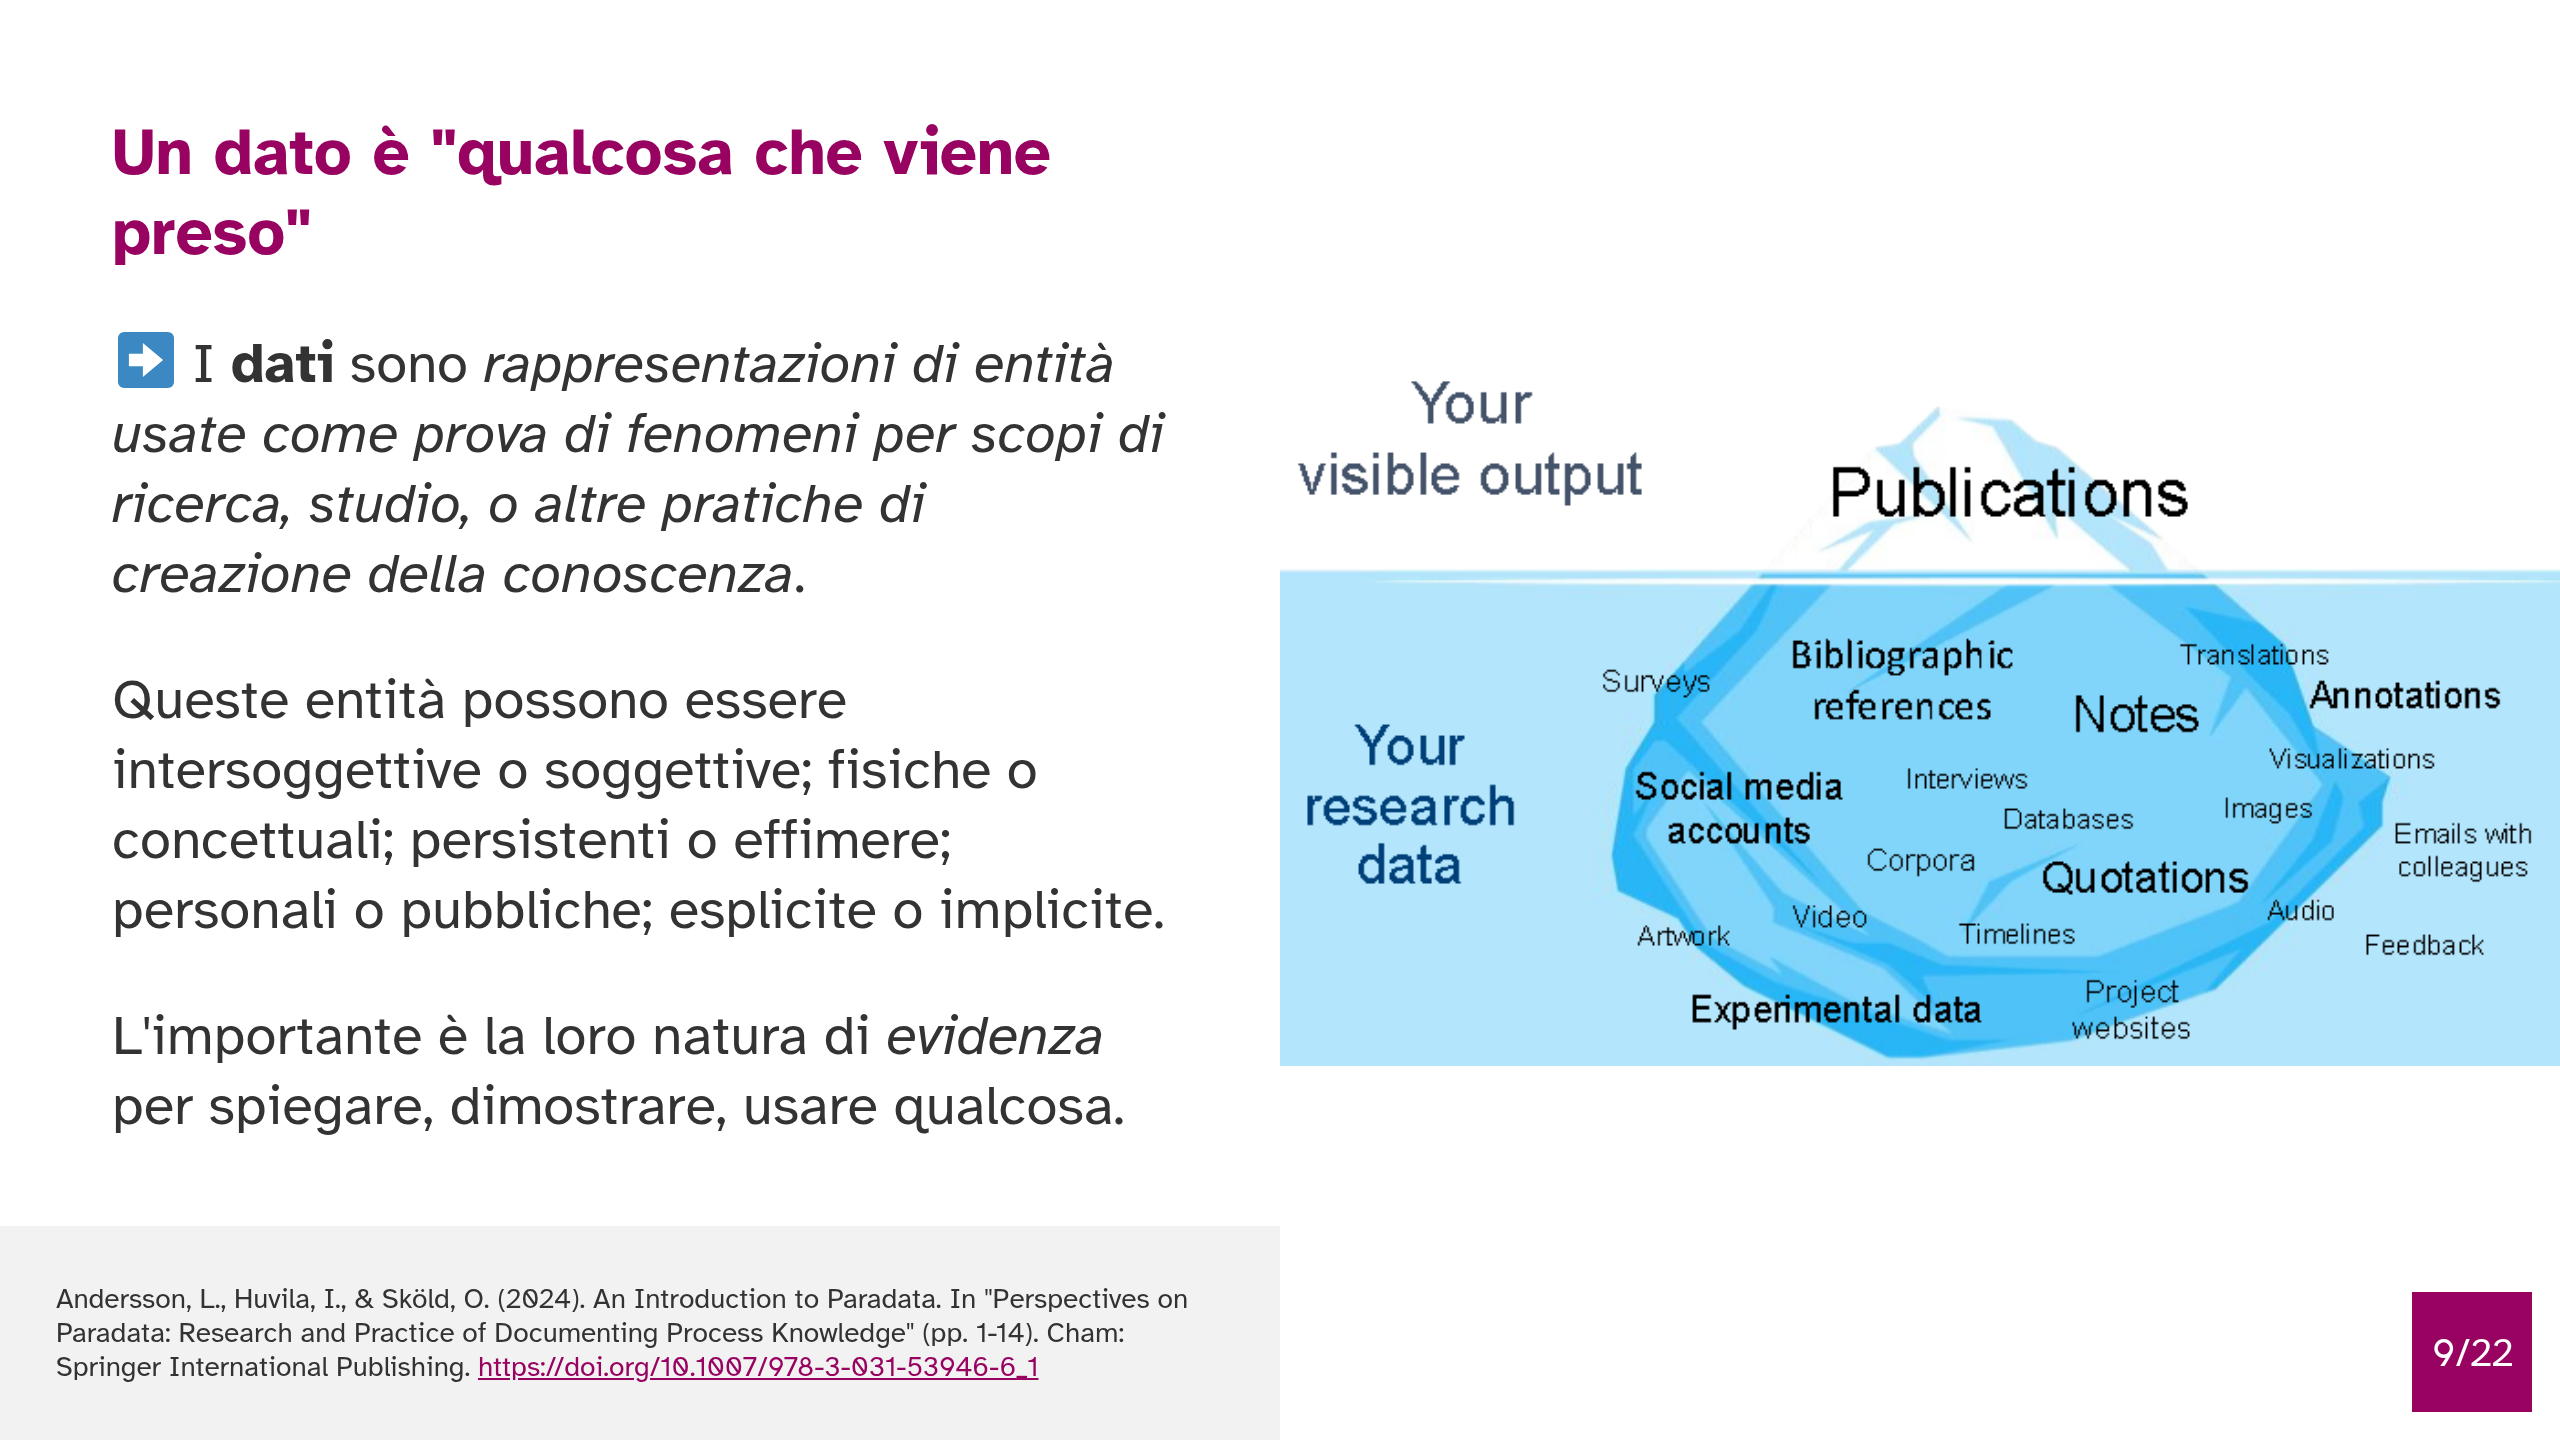 Un dato è "qualcosa che viene
preso"
➡ I dati sono rappresentazioni di entità
usate come prova di fenomeni per scopi di
ricerca, studio, o altre pratiche di
creazione della conoscenza.
Queste entità possono essere
intersoggettive o soggettive; fisiche o
concettuali; persistenti o effimere;
personali o pubbliche; esplicite o implicite.
L'importante è la loro natura di evidenza
per spiegare, dimostrare, usare qualcosa.
Andersson, L., Huvila, I., & Sköld, O. (2024). An Introduction to Paradata. In "Perspectives on
Paradata: Research and Practice of Documenting Process Knowledge" (pp. 1-14). Cham:
Springer International Publishing. https://doi.org/10.1007/978-3-031-53946-6_1
Your
visible output
Publications
Your
research
data
Surveys
Bibliographic
references
Translations
Notes
Annotations
Visualizations
Social media
accounts
Interviews
Databases
Images
Emails with
colleagues
Corpora
Quotations
Audio
Artwork
Video
Timelines
Feedback
Experimental data
Project
websites
9/22